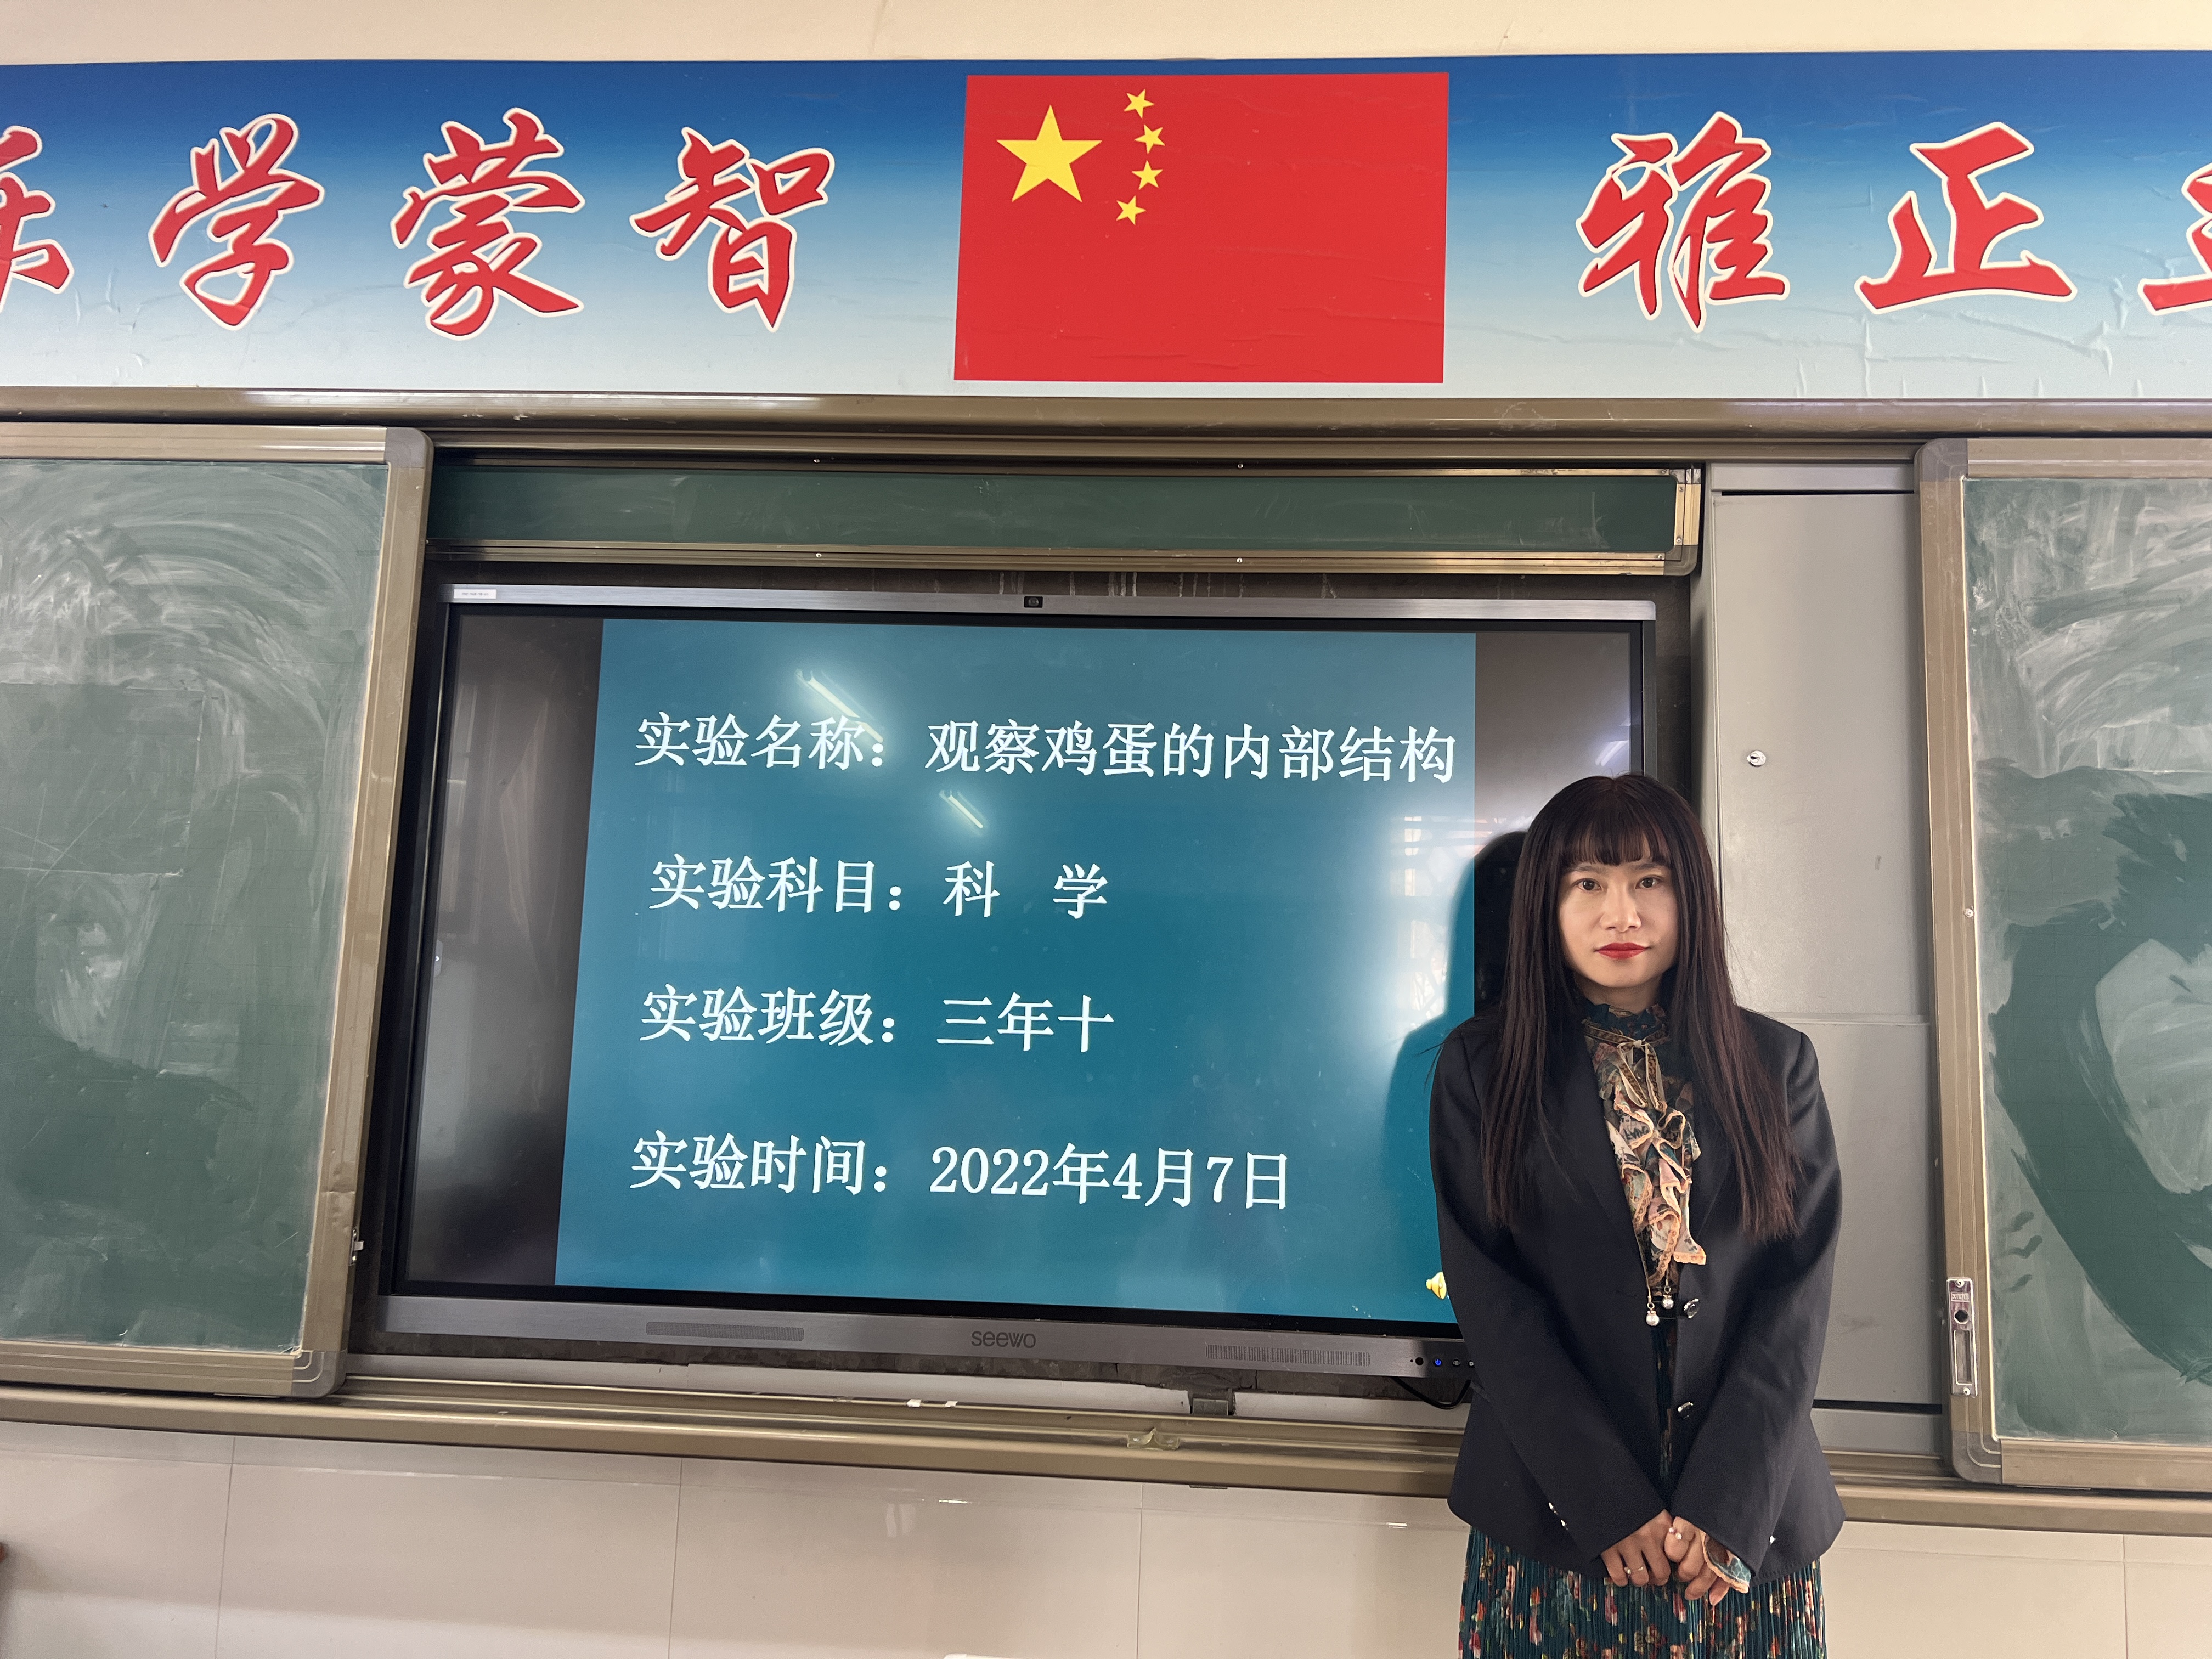 乐学蒙智 雅正
实验名称：观察鸡蛋的内部结构
实验科目：科 学
实验班级：三年十
实验时间：2022年4月7日
seewo